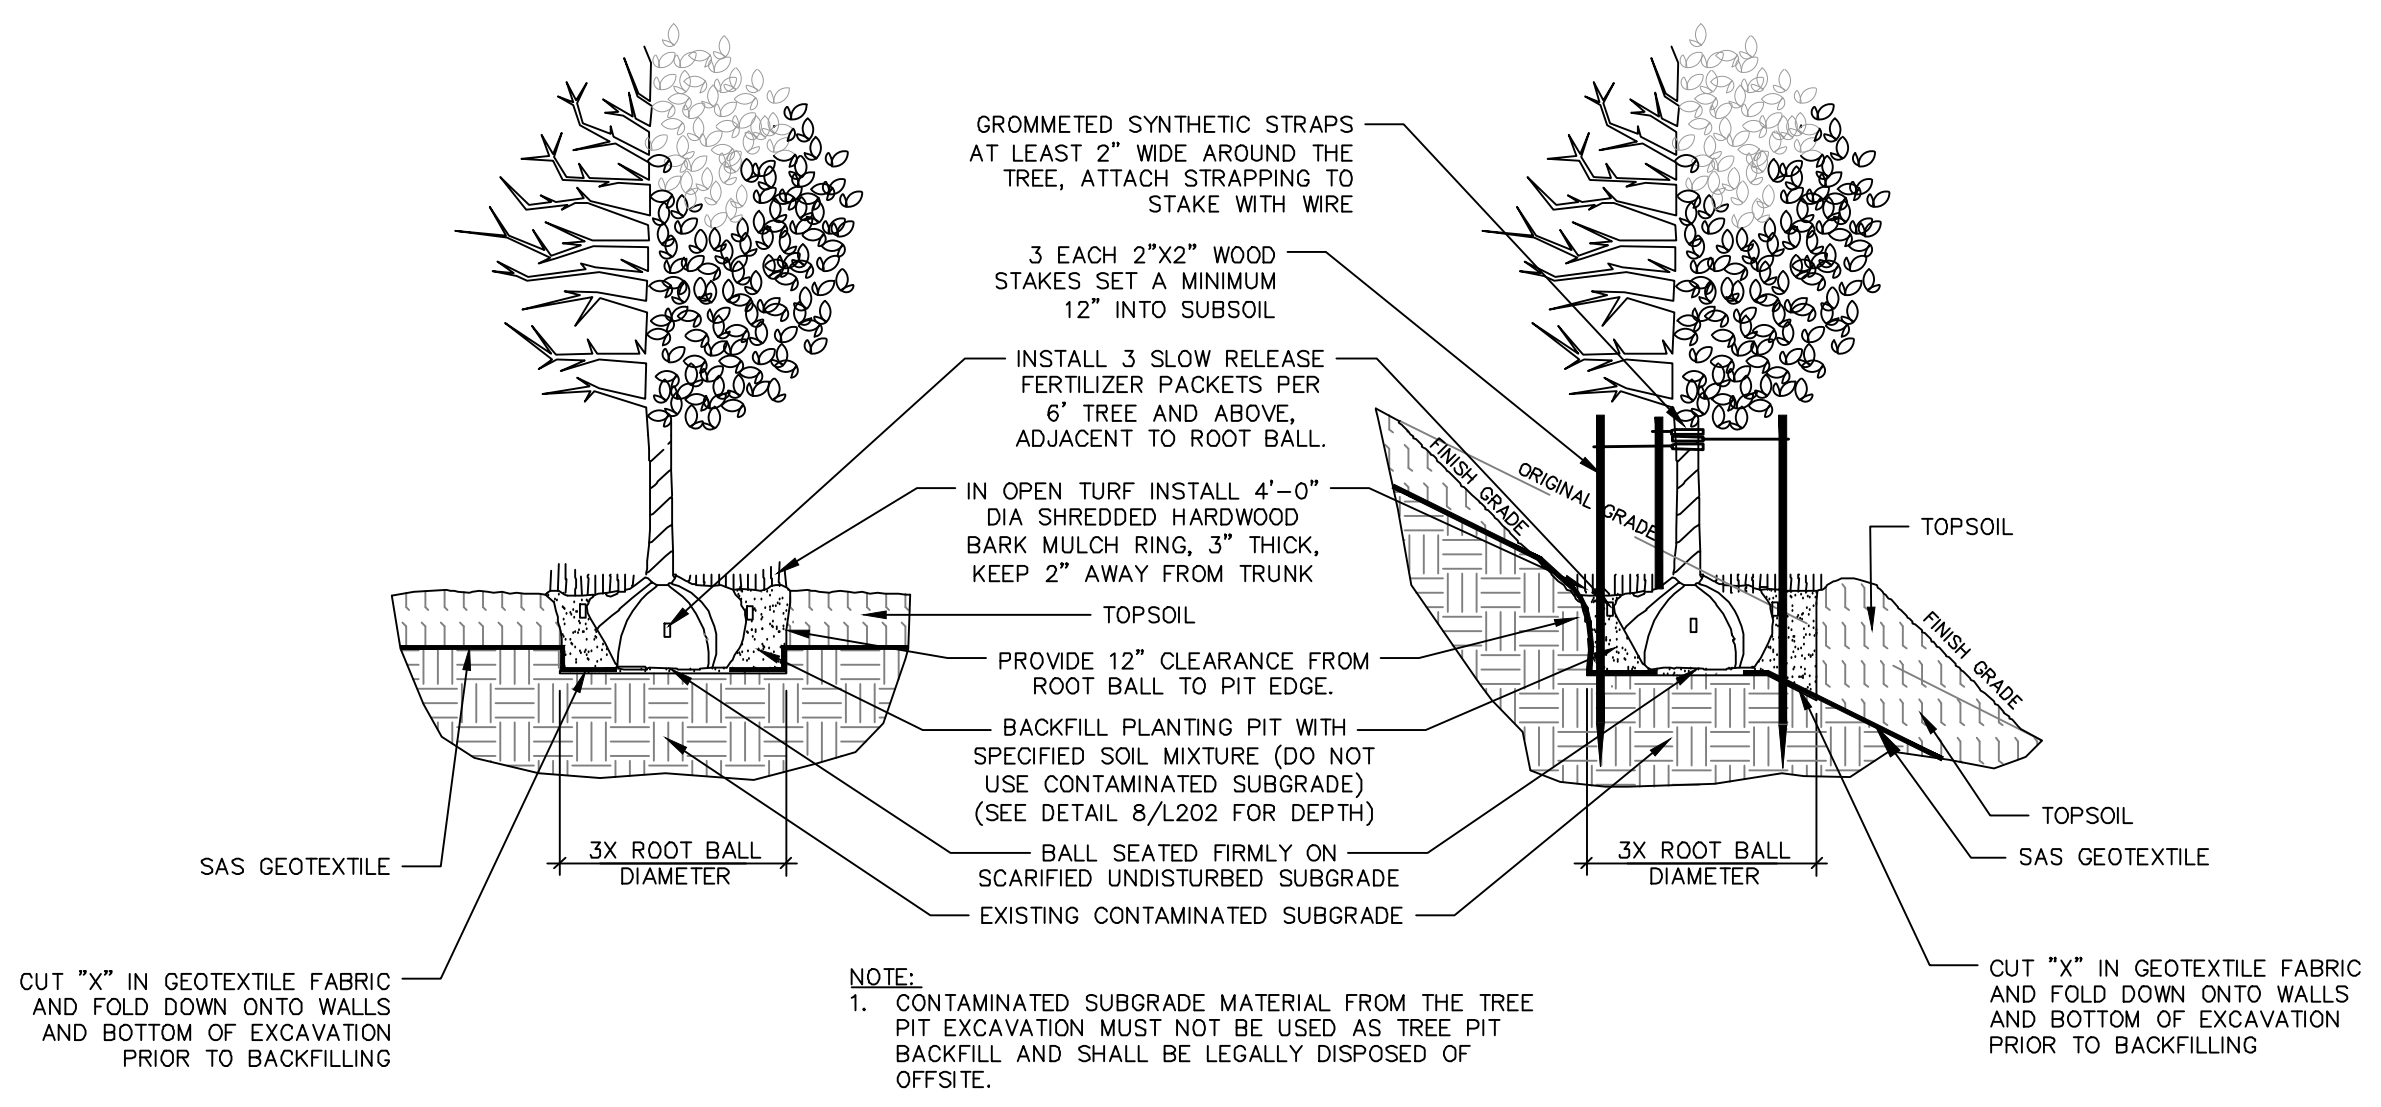 GROMMETED SYNTHETIC STRAPS
AT LEAST 2" WIDE AROUND THE
TREE, ATTACH STRAPPING TO
STAKE WITH WIRE
3 EACH 2"X2" WOOD
STAKES SET A MINIMUM
12" INTO SUBSOIL
INSTALL 3 SLOW RELEASE
FERTILIZER PACKETS PER
6' TREE AND ABOVE,
ADJACENT TO ROOT BALL.
IN OPEN TURF INSTALL 4'-0"
DIA SHREDDED HARDWOOD
BARK MULCH RING, 3" THICK,
KEEP 2" AWAY FROM TRUNK
TOPSOIL
PROVIDE 12" CLEARANCE FROM
ROOT BALL TO PIT EDGE.
BACKFILL PLANTING PIT WITH
SPECIFIED SOIL MIXTURE (DO NOT
USE CONTAMINATED SUBGRADE)
(SEE DETAIL 8/L202 FOR DEPTH)
BALL SEATED FIRMLY ON
SCARIFIED UNDISTURBED SUBGRADE
EXISTING CONTAMINATED SUBGRADE
3X ROOT BALL
DIAMETER
SAS GEOTEXTILE
CUT "X" IN GEOTEXTILE FABRIC
AND FOLD DOWN ONTO WALLS
AND BOTTOM OF EXCAVATION
PRIOR TO BACKFILLING
FINISH GRADE
ORIGINAL GRADE
TOPSOIL
FINISH GRADE
TOPSOIL
SAS GEOTEXTILE
3X ROOT BALL
DIAMETER
CUT "X" IN GEOTEXTILE FABRIC
AND FOLD DOWN ONTO WALLS
AND BOTTOM OF EXCAVATION
PRIOR TO BACKFILLING
NOTE:
1. CONTAMINATED SUBGRADE MATERIAL FROM THE TREE
PIT EXCAVATION MUST NOT BE USED AS TREE PIT
BACKFILL AND SHALL BE LEGALLY DISPOSED OF
OFFSITE.